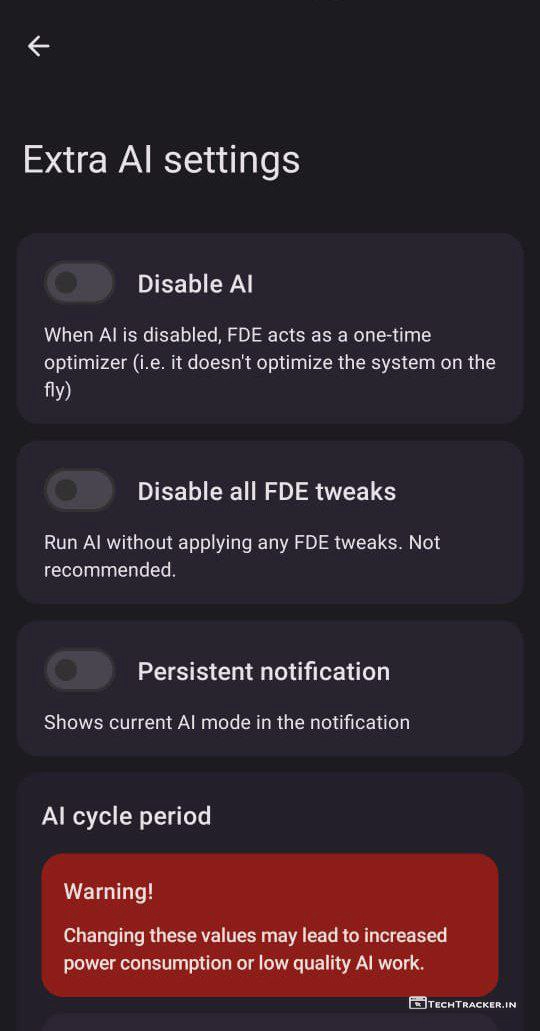 Extra AI settings
Disable AI
When AI is disabled, FDE acts as a one-time
optimizer (i.e. it doesn't optimize the system on the
fly)
Disable all FDE tweaks
Run AI without applying any FDE tweaks. Not
recommended.
Persistent notification
Shows current AI mode in the notification
AI cycle period
Warning!
Changing these values may lead to increased
power consumption or low quality AI work.
TECHTRACKER.IN